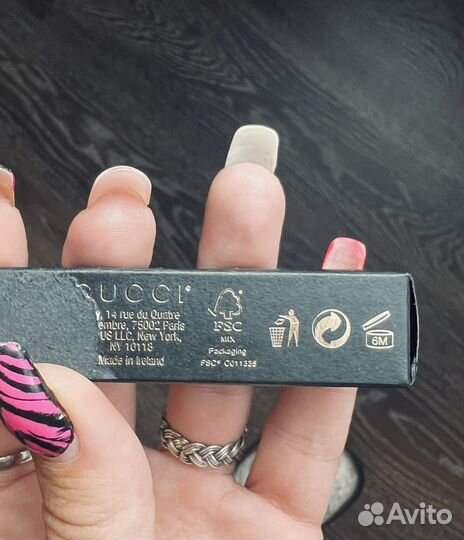 GUCCI
14 rue du Quatre
embre, 75002 Paris
US LLC, New York,
NY 10118
Made in Ireland
FSC
MIX
Packaging
FSC® C011335
6M
Avito